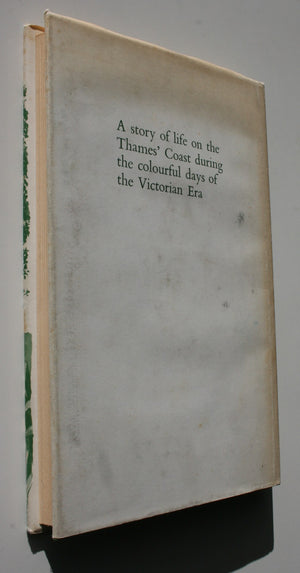 A story of life on the
Thames' Coast during
the colourful days of
the Victorian Era